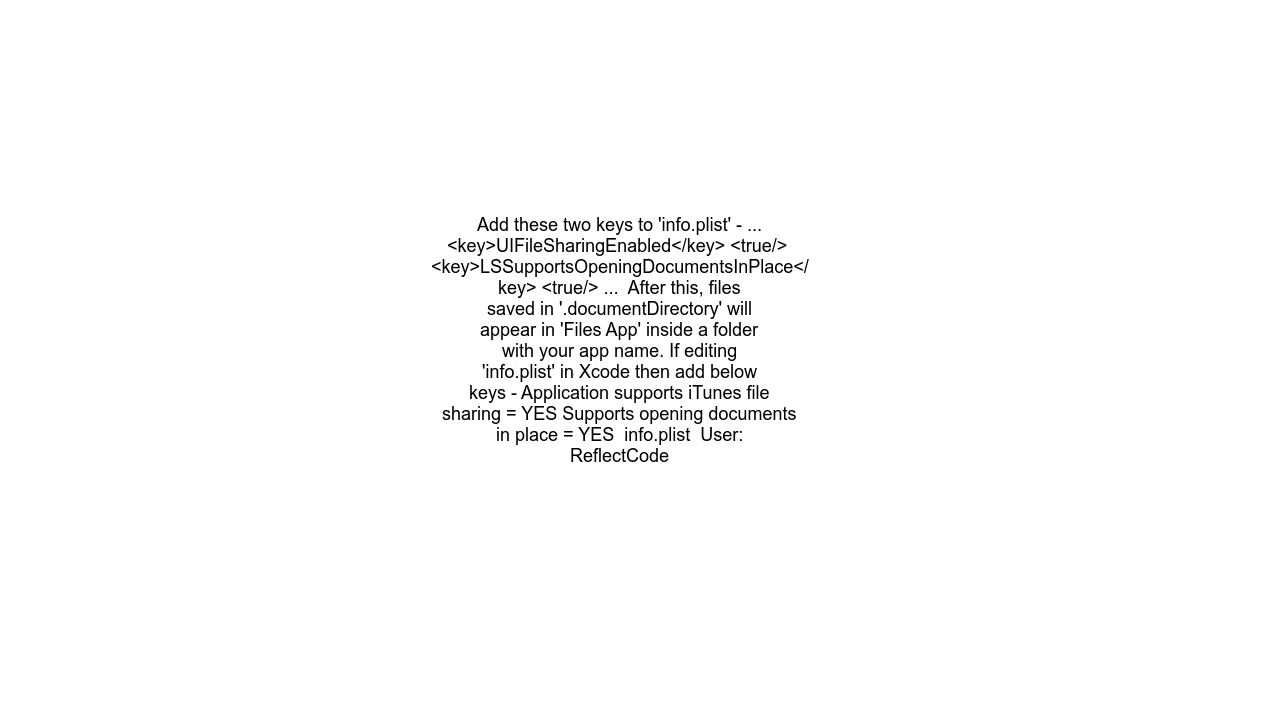 Add these two keys to 'info.plist' - ...
<key>UIFileSharingEnabled</key> <true/>
<key>LSSupportsOpeningDocumentsInPlace</
key> <true/> ...  After this, files
saved in '.documentDirectory' will
appear in 'Files App' inside a folder
with your app name. If editing
'info.plist' in Xcode then add below
keys - Application supports iTunes file
sharing = YES Supports opening documents
in place = YES  info.plist  User:
ReflectCode